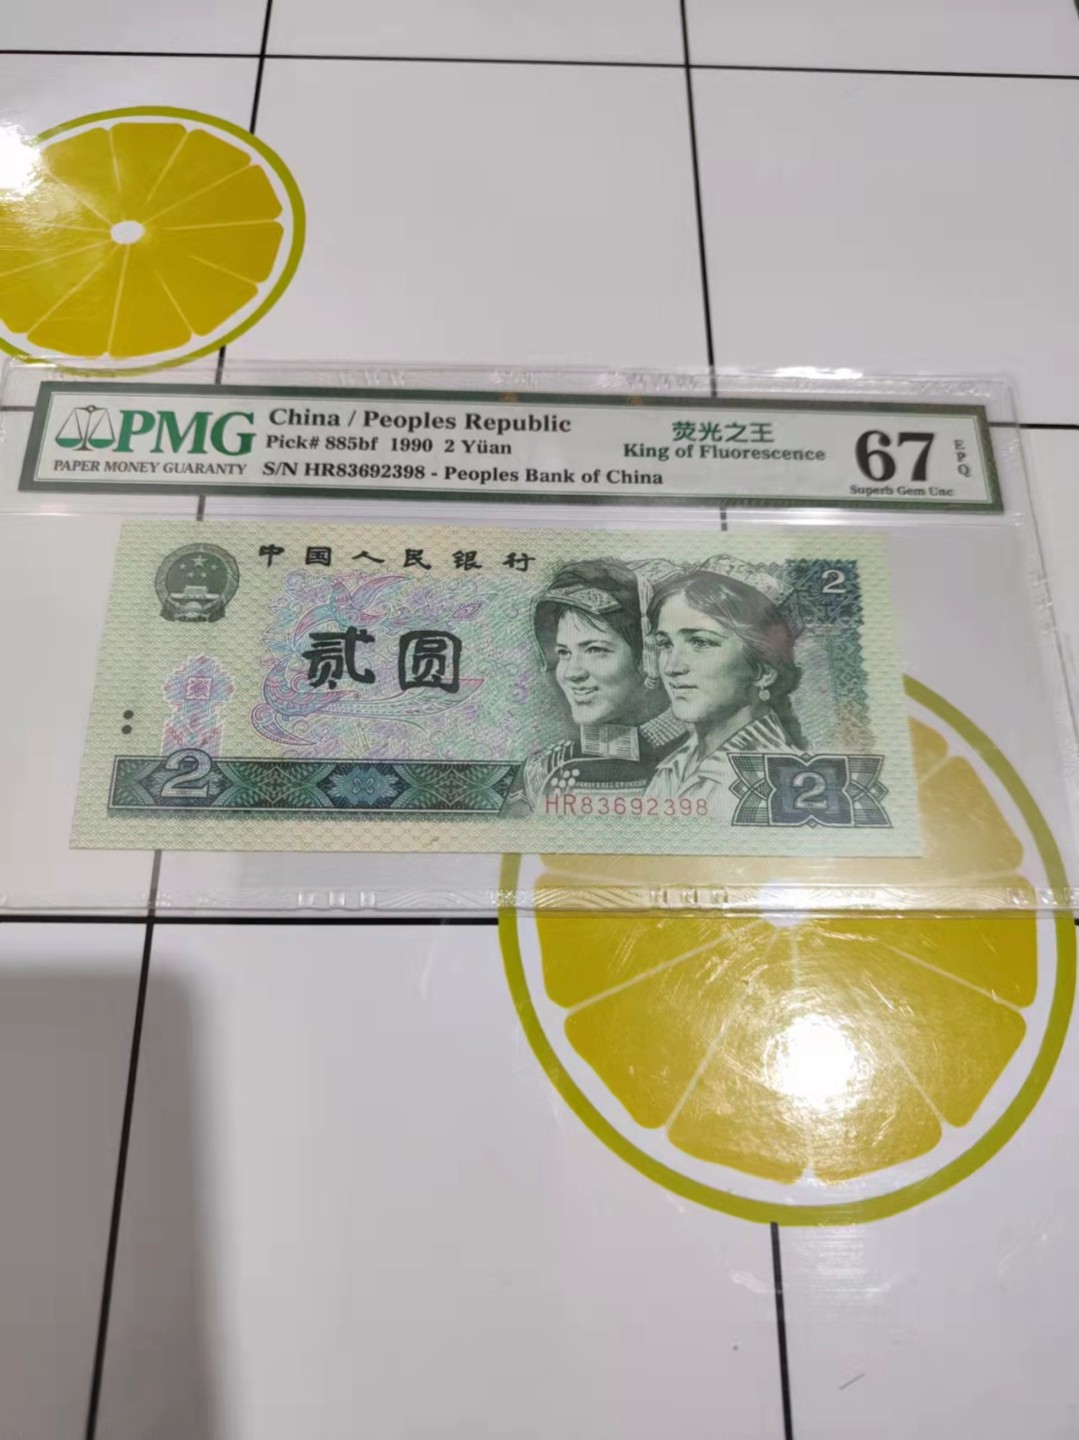 PMG
PAPER MONEY GUARANTY
China / Peoples Republic
Pick# 885bf 1990 2 Yüan
S/N HR83692398 - Peoples Bank of China
荧光之王
King of Fluorescence
67
EPQ
Superb Gem Unc
中国人民银行
2
贰圆
2
HR83692398
2